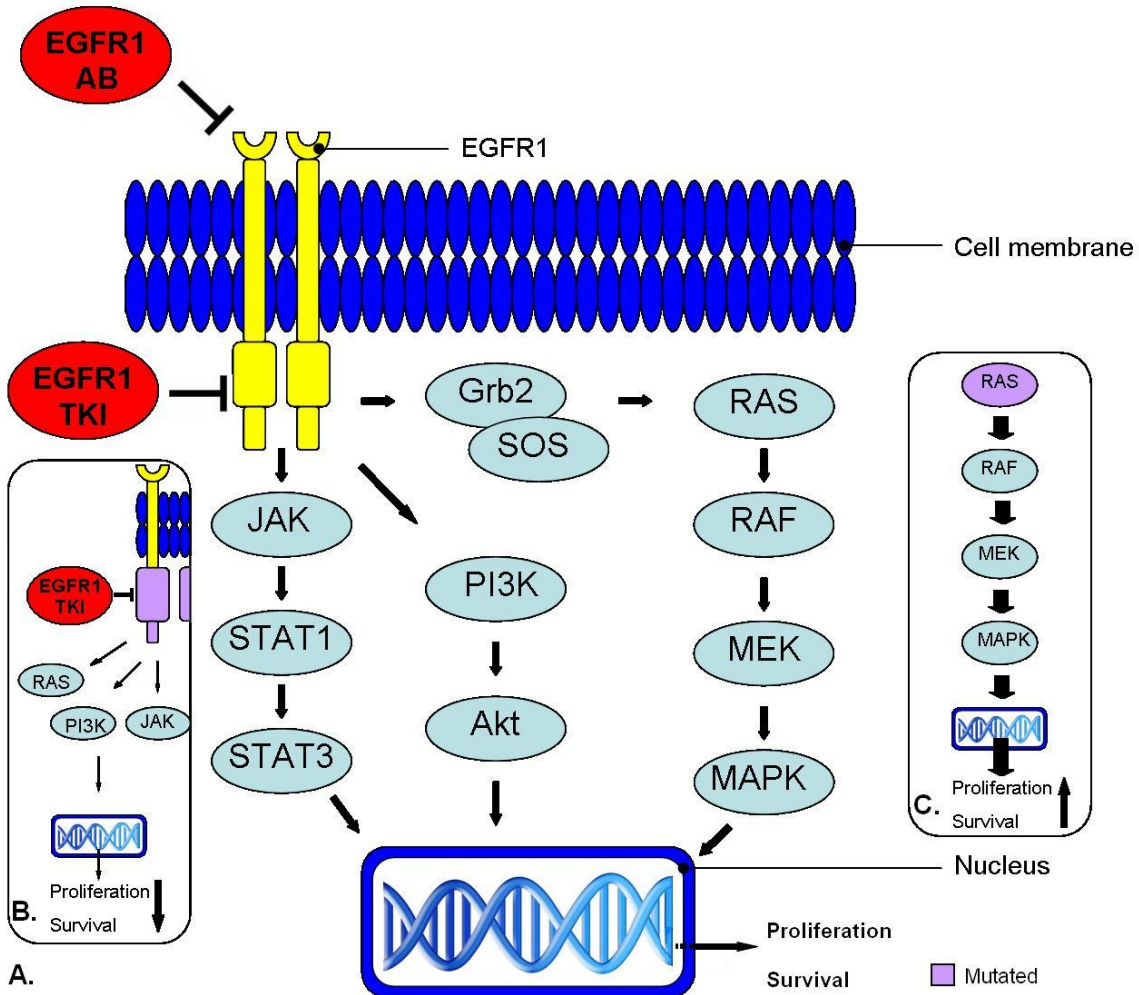 EGFR1
AB
EGFR1
Cell membrane
EGFR1
TKI
Grb2
SOS
RAS
JAK
RAF
PI3K
STAT1
MEK
Akt
STAT3
MAPK
Nucleus
Proliferation
Survival
Mutated
A.
EGFR1
TKI
RAS
PI3K
JAK
Proliferation
Survival
B.
RAS
RAF
MEK
MAPK
Proliferation
Survival
C.